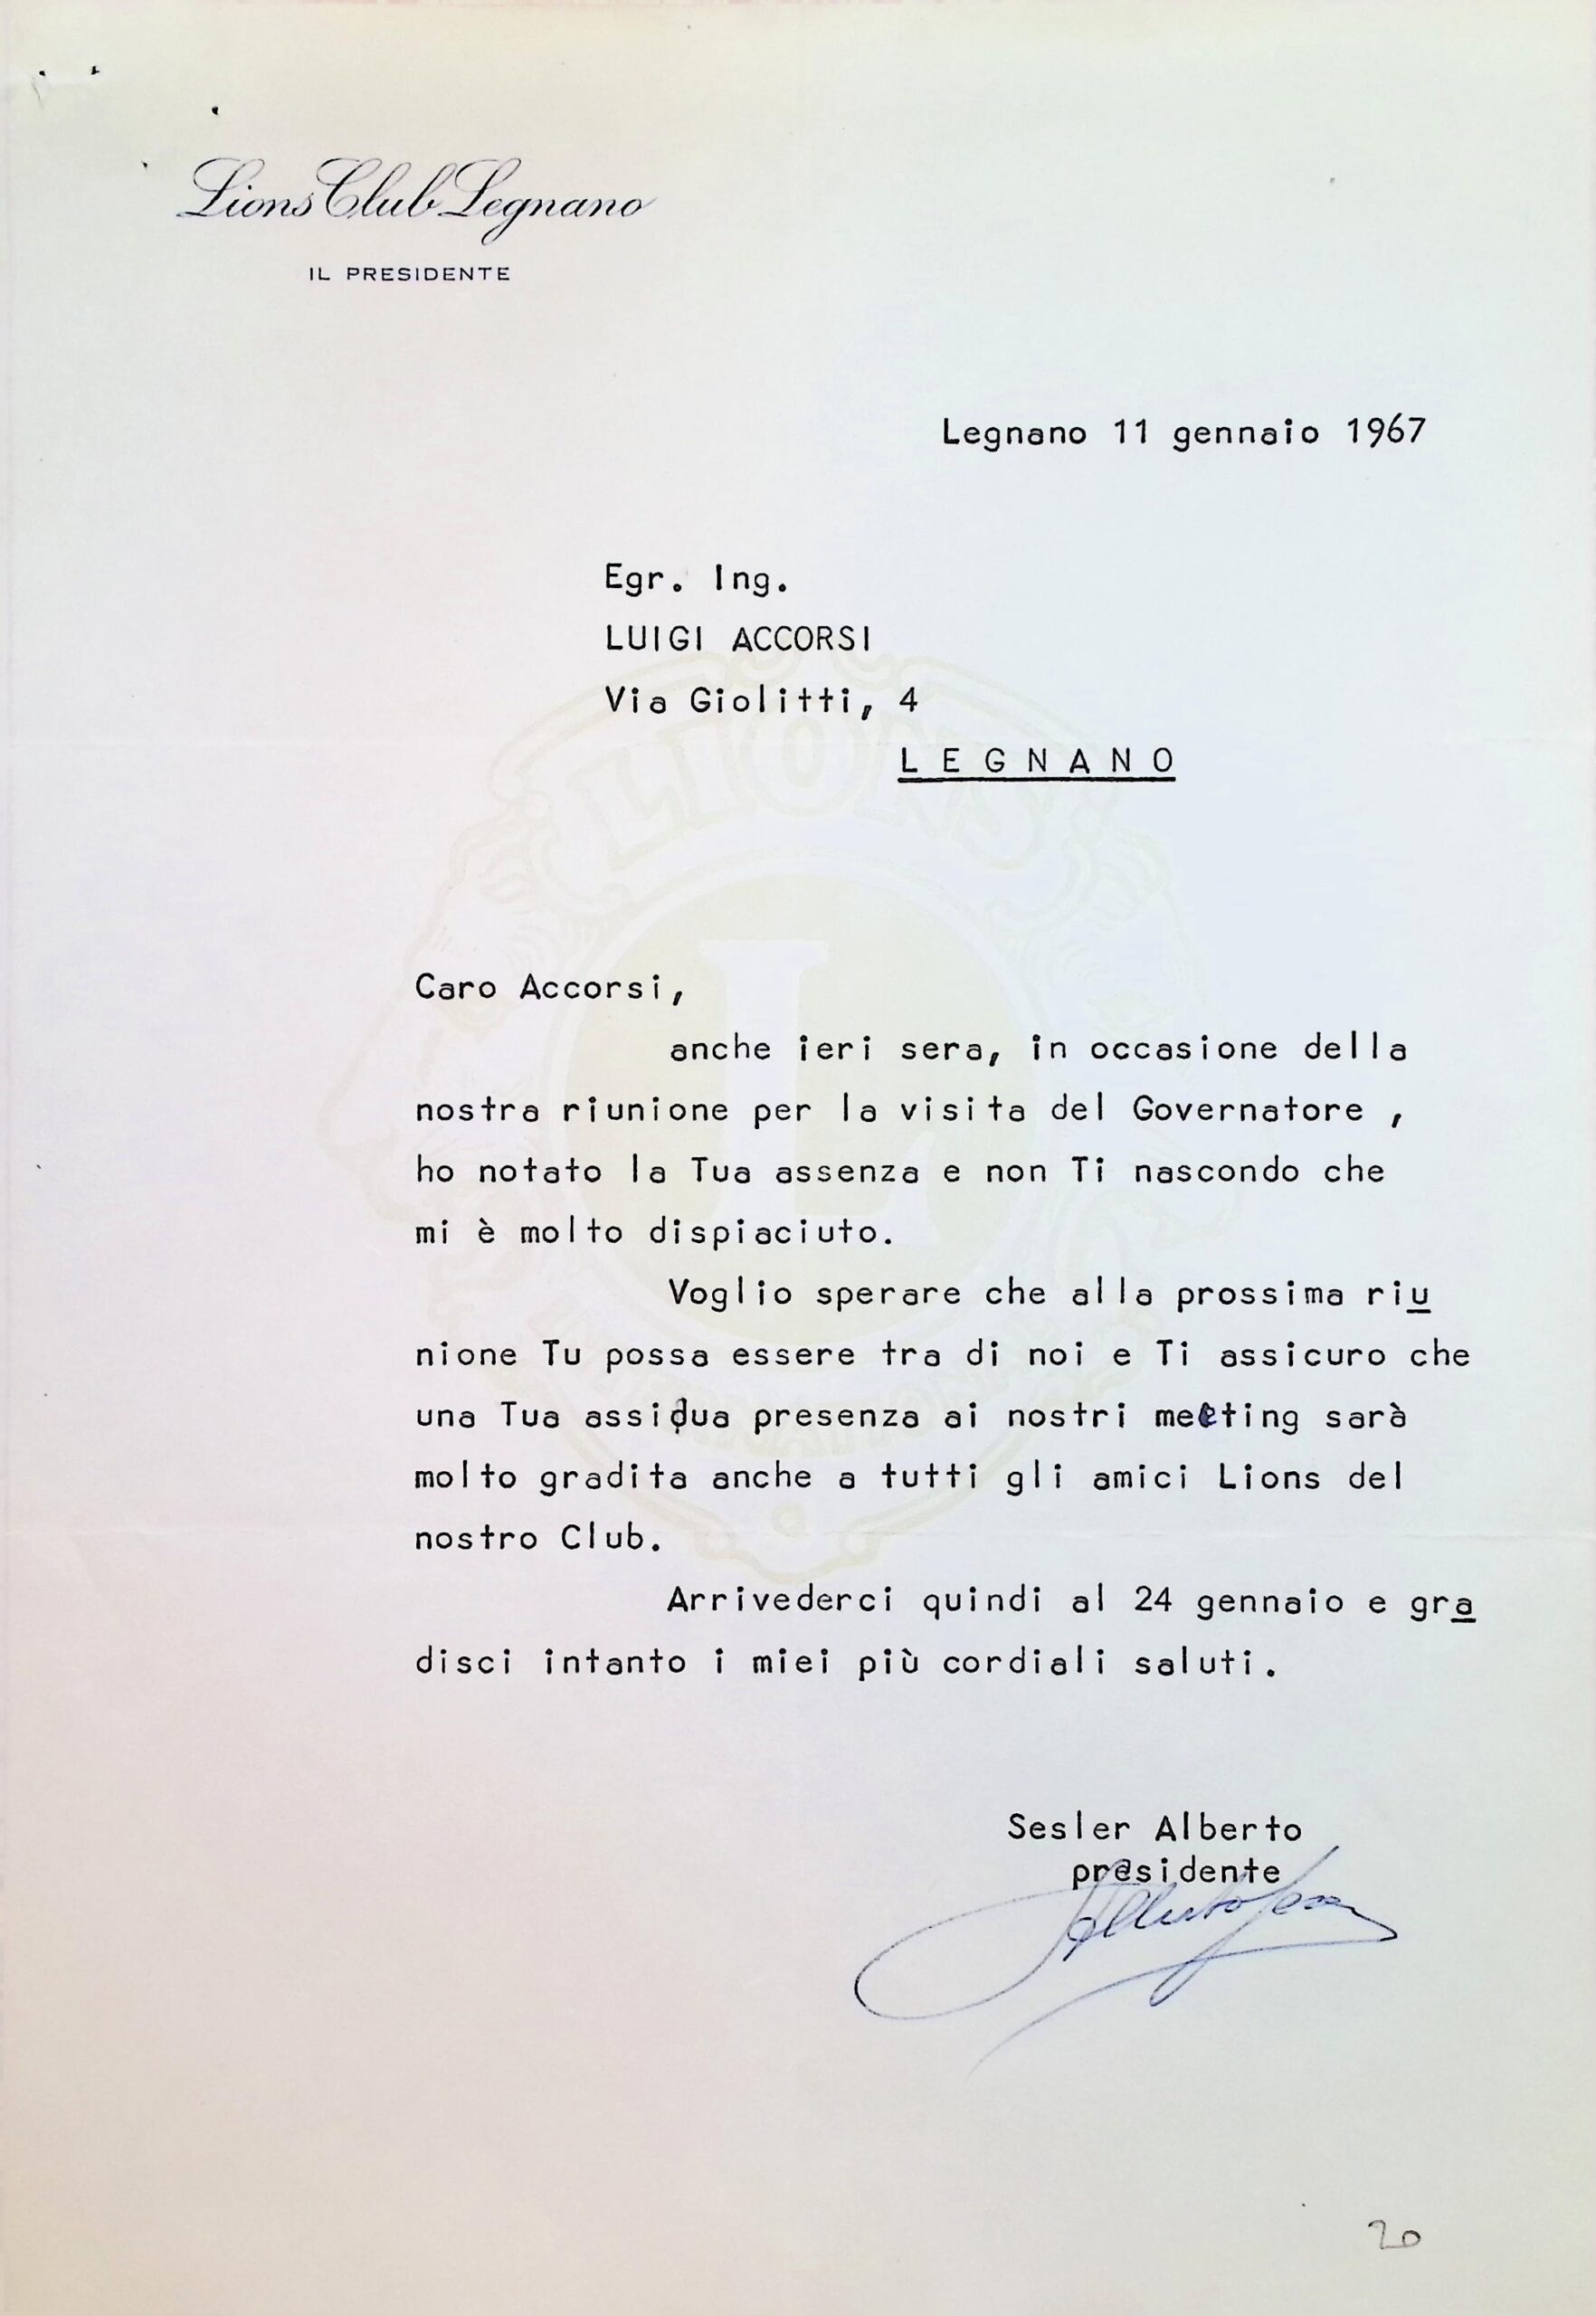 Lions Club Legnano
IL PRESIDENTE
Legnano 11 gennaio 1967
Egr. Ing.
LUIGI ACCORSI
Via Giolitti, 4
L E G N A N O
LIONS
L
Caro Accorsi,
anche ieri sera, in occasione della
nostra riunione per la visita del Governatore ,
ho notato la Tua assenza e non Ti nascondo che
mi è molto dispiaciuto.
Voglio sperare che alla prossima riu
nione Tu possa essere tra di noi e Ti assicuro che
una Tua assidua presenza ai nostri meeting sarà
molto gradita anche a tutti gli amici Lions del
nostro Club.
Arrivederci quindi al 24 gennaio e gra
disci intanto i miei più cordiali saluti.
Sesler Alberto
presidente
20